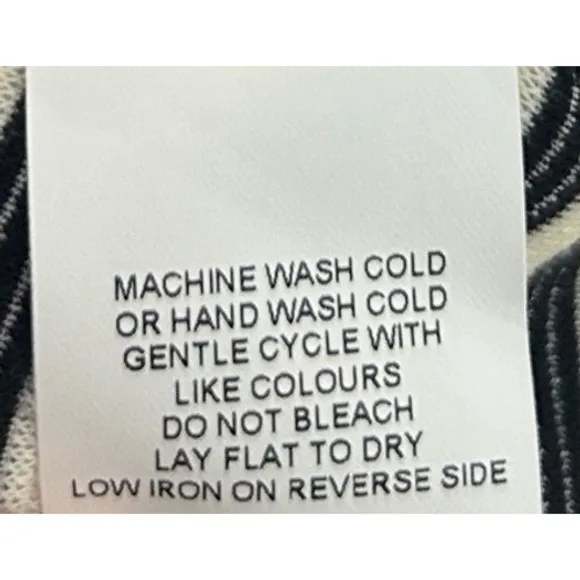 MACHINE WASH COLD
OR HAND WASH COLD
GENTLE CYCLE WITH
LIKE COLOURS
DO NOT BLEACH
LAY FLAT TO DRY
LOW IRON ON REVERSE SIDE